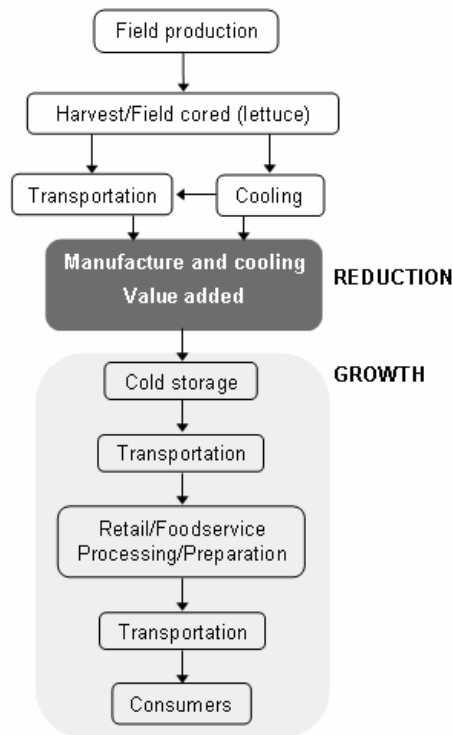 Field production
Harvest/Field cored (lettuce)
Transportation
Cooling
Manufacture and cooling
Value added
REDUCTION
GROWTH
Cold storage
Transportation
Retail/Foodservice
Processing/Preparation
Transportation
Consumers